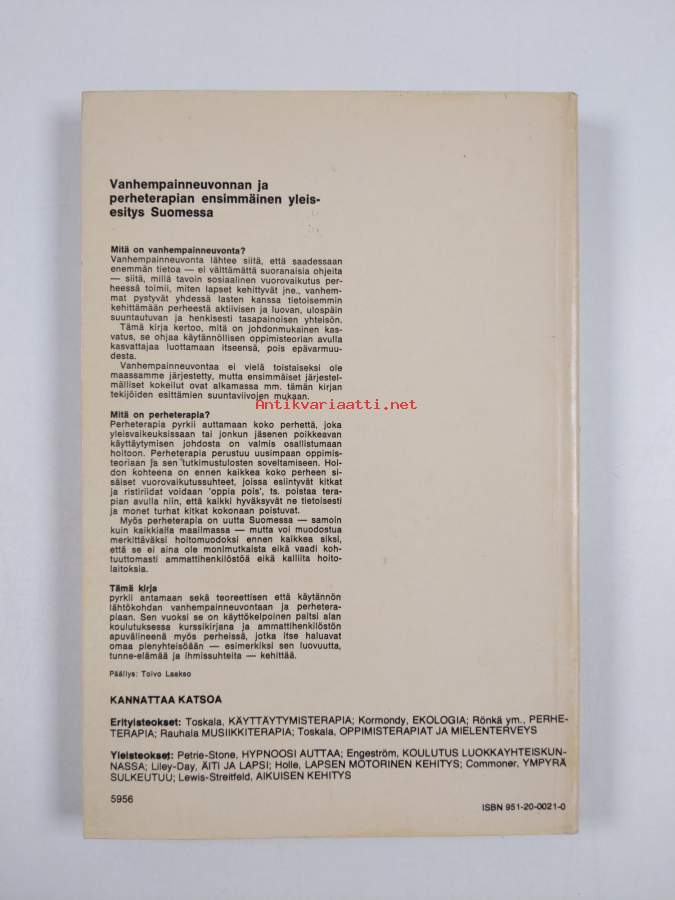 Vanhempainneuvonnan ja
perheterapian ensimmäinen yleis-
esitys Suomessa
Mitä on vanhempainneuvonta?
Vanhempainneuvonta lähtee siitä, että saadessaan
enemmän tietoa — ei välttämättä suoranaisia ohjeita
— siitä, millä tavoin sosiaalinen vuorovaikutus per-
heessä toimii, miten lapset kehittyvät jne., vanhem-
mat pystyvät yhdessä lasten kanssa tietoisemmin
kehittämään perheestä aktiivisen ja luovan, ulospäin
suuntautuvan ja henkisesti tasapainoisen yhteisön.
Tämä kirja kertoo, mitä on johdonmukainen kas-
vatus, se ohjaa käytännöllisen oppimisteorian avulla
kasvattajaa luottamaan itseensä, pois epävarmuu-
desta.
Vanhempainneuvontaa ei vielä toistaiseksi ole
maassamme järjestetty, mutta ensimmäiset järjestel-
mälliset kokeilut ovat alkamassa mm. tämän kirjan
tekijöiden esittämien suuntaviivojen mukaan.
Antikvariaatti.net
Mitä on perheterapia?
Perheterapia pyrkii auttamaan koko perhettä, joka
yleisvaikeuksissaan tai jonkun jäsenen poikkeavan
käyttäytymisen johdosta on valmis osallistumaan
hoitoon. Perheterapia perustuu uusimpaan oppimis-
teoriaan ja sen tutkimustulosten soveltamiseen. Hoi-
don kohteena on ennen kaikkea koko perheen si-
säiset vuorovaikutussuhteet, joissa esiintyvät kitkat
ja ristiriidat voidaan 'oppia pois', ts. poistaa tera-
pian avulla niin, että kaikki hyväksyvät ne tietoisesti
ja monet turhat kitkat kokonaan poistuvat.
Myös perheterapia on uutta Suomessa — samoin
kuin kaikkialla maailmassa — mutta voi muodostua
merkittäväksi hoitomuodoksi ennen kaikkea siksi,
että se ei aina ole monimutkaista eikä vaadi koh-
tuuttomasti ammattihenkilöstöä eikä kalliita hoito-
laitoksia.
Tämä kirja
pyrkii antamaan sekä teoreettisen että käytännön
lähtökohdan vanhempainneuvontaan ja perhetera-
piaan. Sen vuoksi se on käyttökelpoinen paitsi alan
koulutuksessa kurssikirjana ja ammattihenkilöstön
apuvälineenä myös perheissä, jotka itse haluavat
omaa pienyhteisöään — esimerkiksi sen luovuutta,
tunne-elämää ja ihmissuhteita — kehittää.
Päällys: Toivo Laakso
KANNATTAA KATSOA
Erityisteokset: Toskala, KÄYTTÄYTYMISTERAPIA; Kormondy, EKOLOGIA; Rönkä ym., PERHE-
TERAPIA; Rauhala MUSIIKKITERAPIA; Toskala, OPPIMISTERAPIAT JA MIELENTERVEYS
Yleisteokset: Petrie-Stone, HYPNOOSI AUTTAA; Engeström, KOULUTUS LUOKKAYHTEISKUN-
NASSA; Liley-Day, ÄITI JA LAPSI; Holle, LAPSEN MOTORINEN KEHITYS; Commoner, YMPYRÄ
SULKEUTUU; Lewis-Streitfeld, AIKUISEN KEHITYS
5956
ISBN 951-20-0021-0